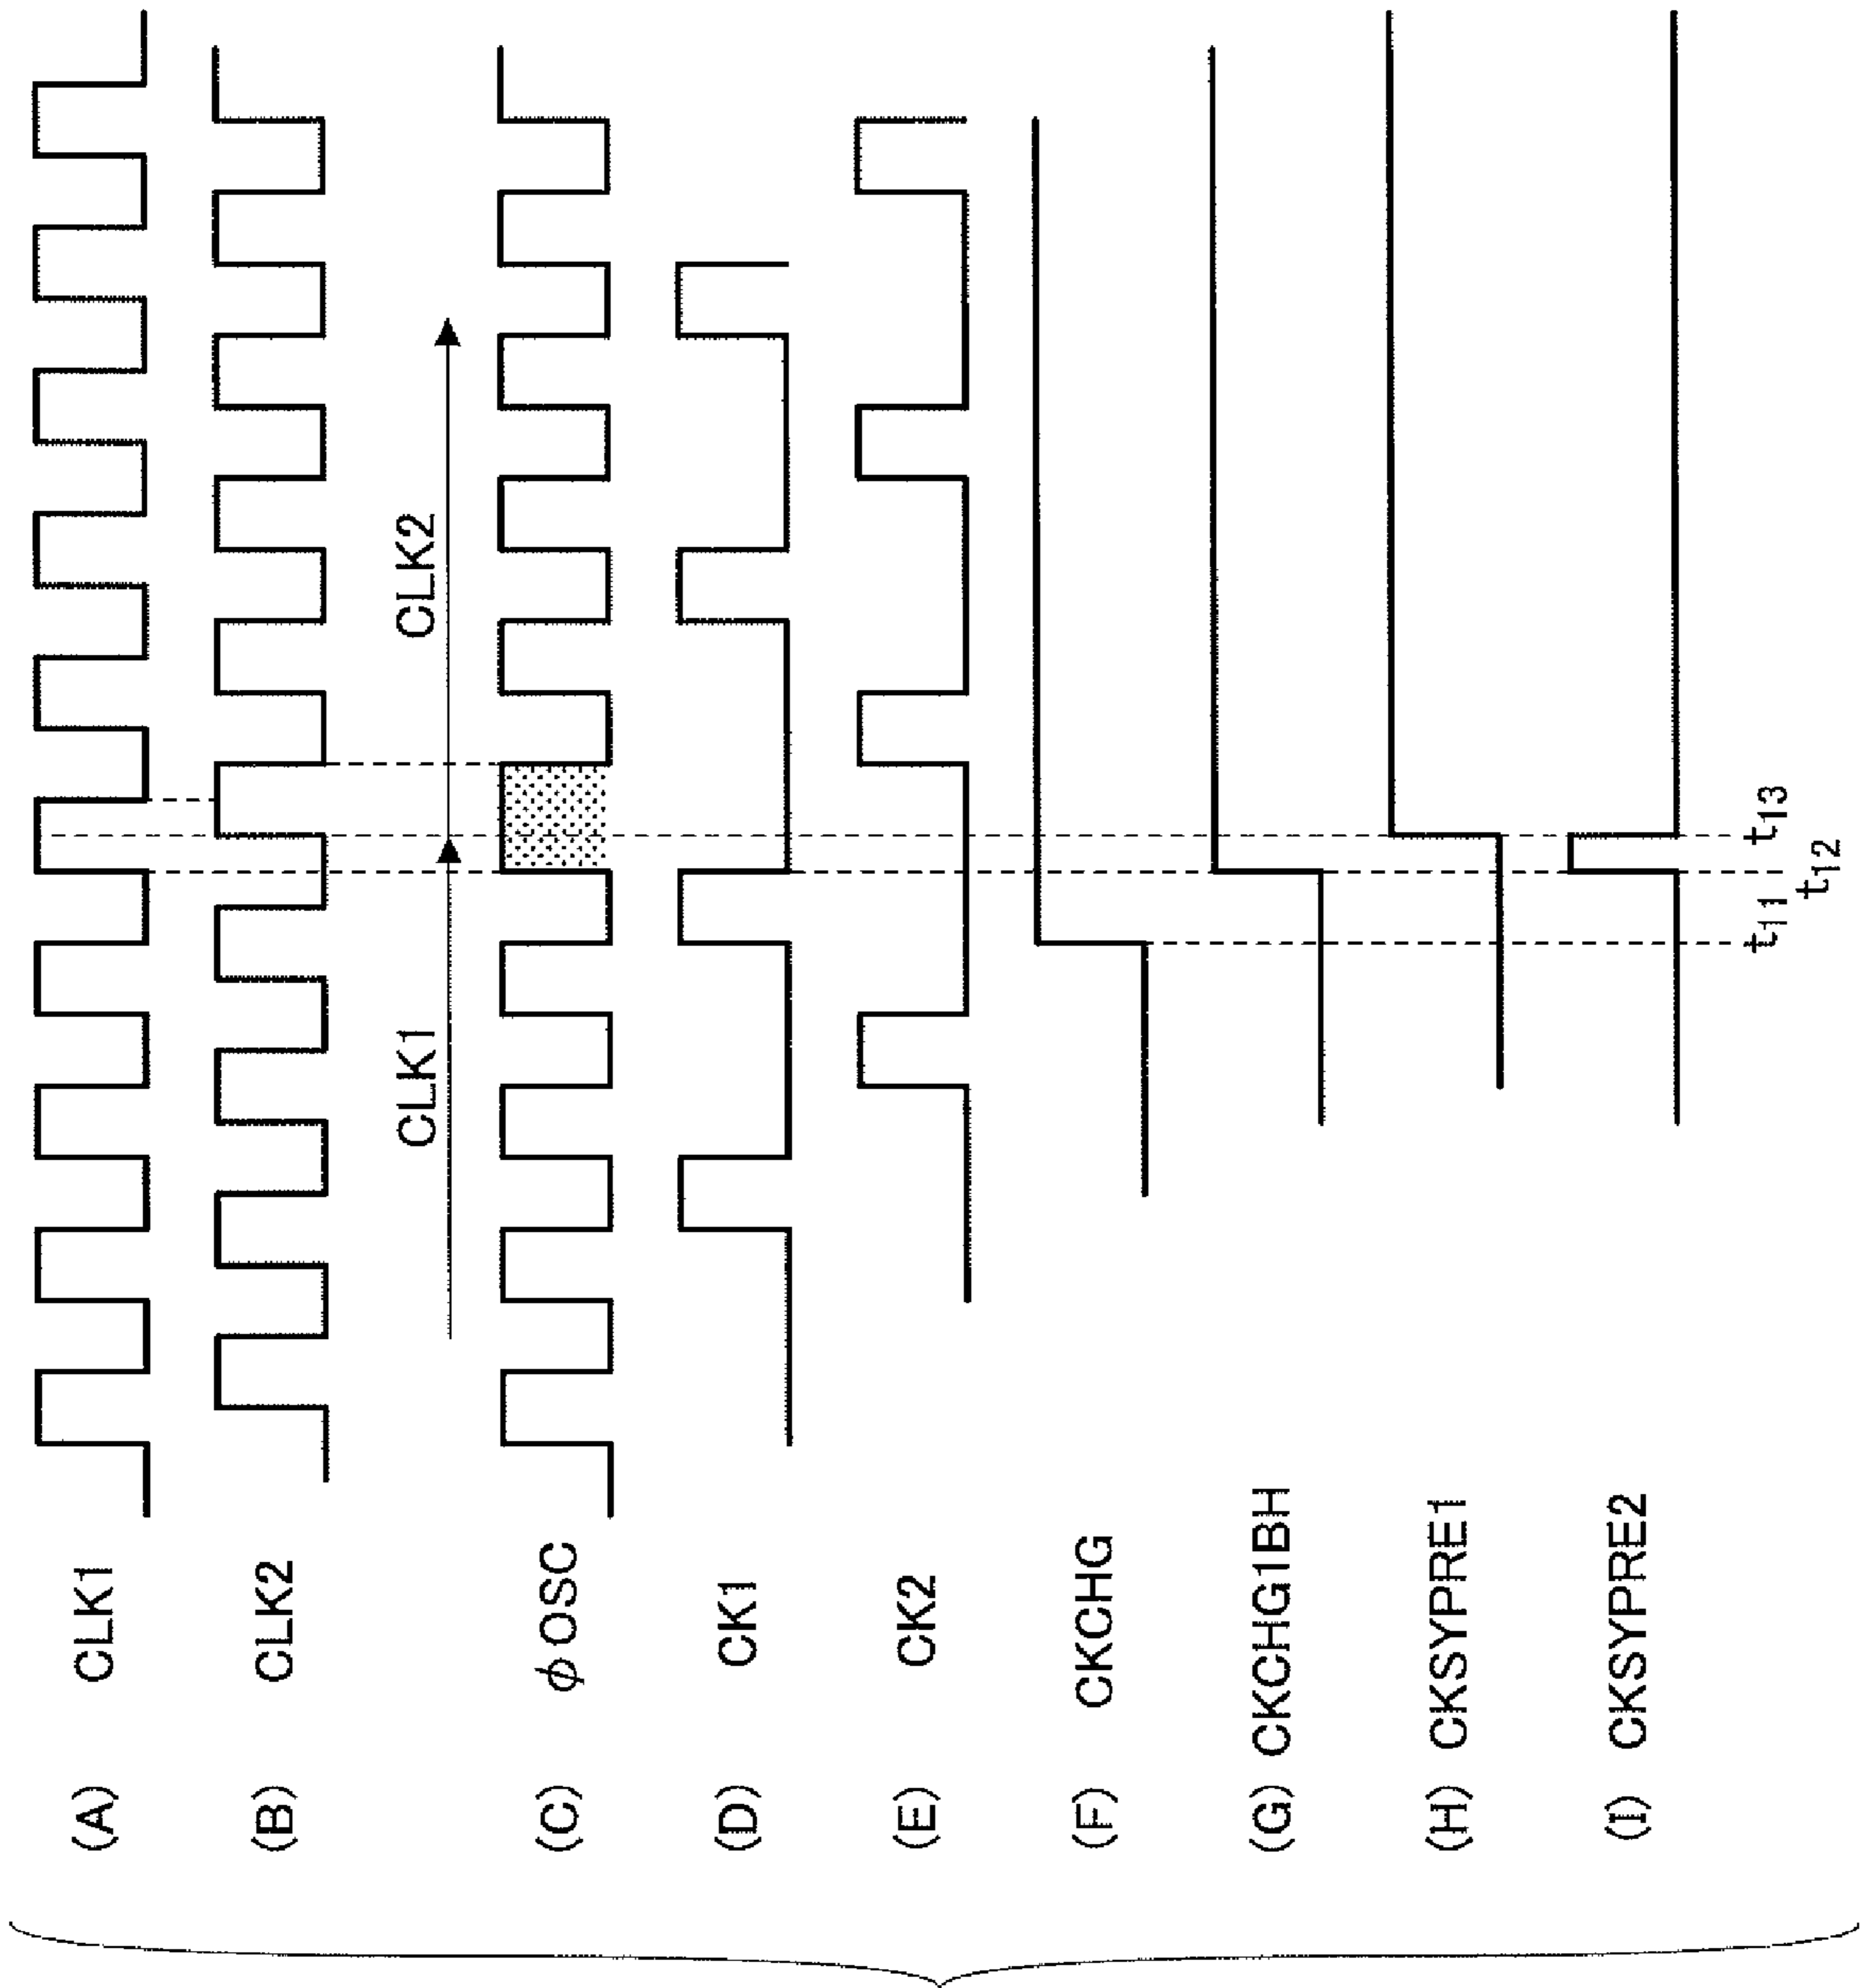 (A) CLK1
(B) CLK2
CLK1 CLK2
(C) φOSC
(D) CK1
(E) CK2
(F) CKCHG
(G) CKCHG1BH
(H) CKSYPRE1
(I) CKSYPRE2
t11 t13
t12